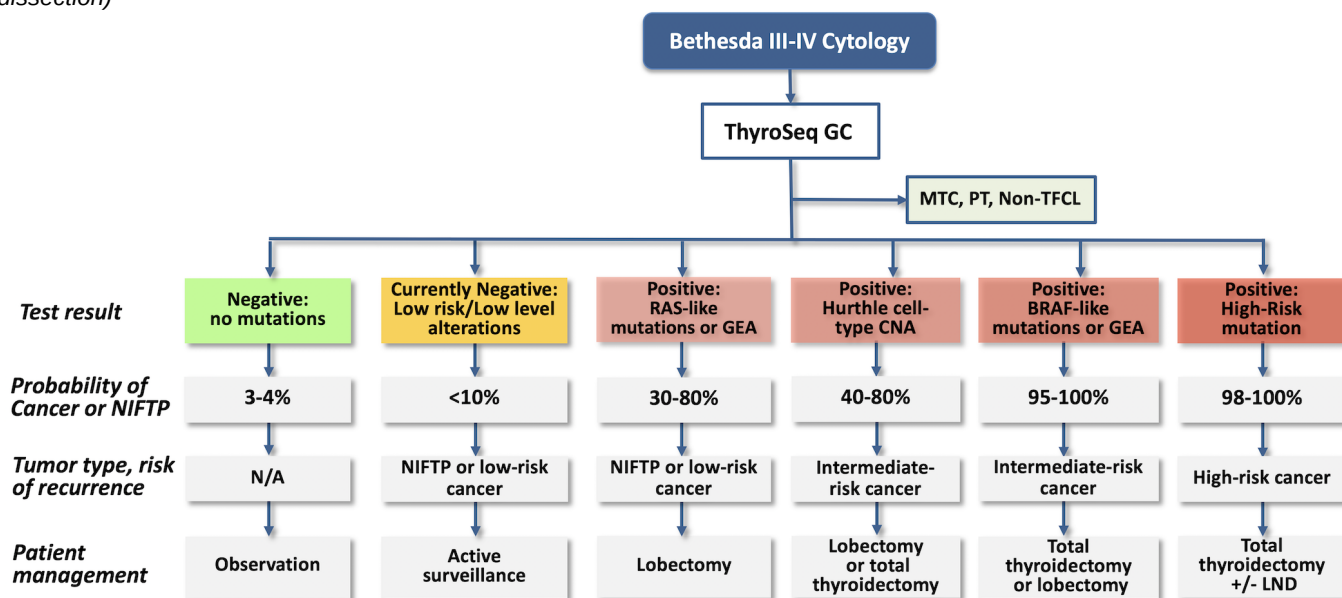 dissection)
Bethesda III-IV Cytology
ThyroSeq GC
MTC, PT, Non-TFCL
Test result
Negative:
no mutations
Currently Negative:
Low risk/Low level
alterations
Positive:
RAS-like
mutations or GEA
Positive:
Hurthle cell-
type CNA
Positive:
BRAF-like
mutations or GEA
Positive:
High-Risk
mutation
Probability of
Cancer or NIFTP
3-4%
<10%
30-80%
40-80%
95-100%
98-100%
Tumor type, risk
of recurrence
N/A
NIFTP or low-risk
cancer
NIFTP or low-risk
cancer
Intermediate-
risk cancer
Intermediate-risk
cancer
High-risk cancer
Patient
management
Observation
Active
surveillance
Lobectomy
Lobectomy
or total
thyroidectomy
Total
thyroidectomy
or lobectomy
Total
thyroidectomy
+/- LND